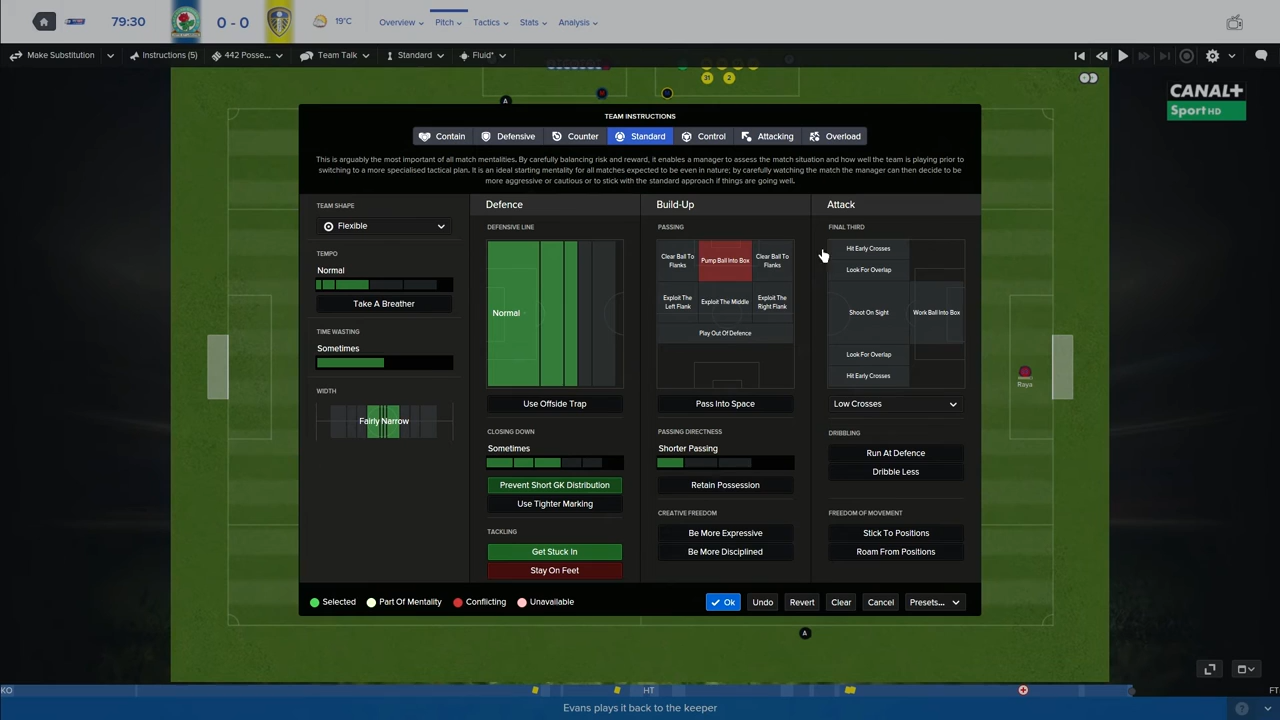 79:30
0 - 0
19°C
Overview
Pitch
Tactics
Stats
Analysis
Make Substitution
Instructions (5)
442 Posse...
Team Talk
Standard
Fluid*
31
2
A
CANAL+
Sport HD
TEAM INSTRUCTIONS
Contain
Defensive
Counter
Standard
Control
Attacking
Overload
This is arguably the most important of all match mentalities. By carefully balancing risk and reward, it enables a manager to assess the match situation and how well the team is playing prior to
switching to a more specialised tactical plan. It is an ideal starting mentality for all matches expected to be even in nature; by carefully watching the match the manager can then decide to be
more aggressive or cautious or to stick with the standard approach if things are going well.
TEAM SHAPE
Flexible
TEMPO
Normal
Take A Breather
TIME WASTING
Sometimes
WIDTH
Fairly Narrow
Defence
DEFENSIVE LINE
Normal
Use Offside Trap
CLOSING DOWN
Sometimes
Prevent Short GK Distribution
Use Tighter Marking
TACKLING
Get Stuck In
Stay On Feet
Build-Up
PASSING
Clear Ball To
Flanks
Pump Ball Into Box
Clear Ball To
Flanks
Exploit The
Left Flank
Exploit The Middle
Exploit The
Right Flank
Play Out Of Defence
Pass Into Space
PASSING DIRECTNESS
Shorter Passing
Retain Possession
CREATIVE FREEDOM
Be More Expressive
Be More Disciplined
Attack
FINAL THIRD
Hit Early Crosses
Look For Overlap
Shoot On Sight
Work Ball Into Box
Look For Overlap
Hit Early Crosses
Low Crosses
DRIBBLING
Run At Defence
Dribble Less
FREEDOM OF MOVEMENT
Stick To Positions
Roam From Positions
Raya
Selected
Part Of Mentality
Conflicting
Unavailable
Ok
Undo
Revert
Clear
Cancel
Presets...
A
KO
HT
FT
Evans plays it back to the keeper